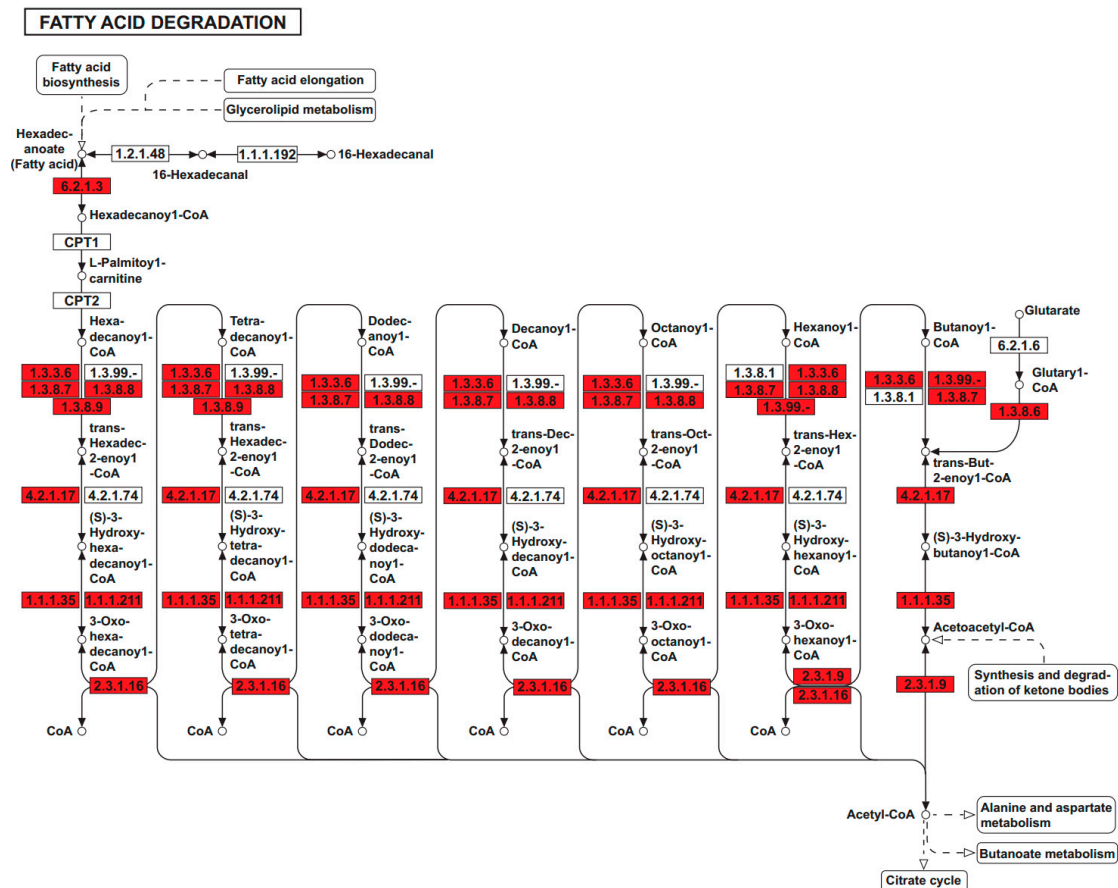 FATTY ACID DEGRADATION
Fatty acid
biosynthesis
Fatty acid elongation
Glycerolipid metabolism
Hexadec-
anoate
(Fatty acid)
1.2.1.48
1.1.1.192
16-Hexadecanal
16-Hexadecanal
6.2.1.3
Hexadecanoy1-CoA
CPT1
L-Palmitoy1-
carnitine
CPT2
Hexa-
decanoy1-
CoA
1.3.3.6
1.3.99.-
1.3.8.7
1.3.8.8
1.3.8.9
trans-
Hexadec-
2-enoy1
-CoA
4.2.1.17
4.2.1.74
(S)-3-
Hydroxy-
hexa-
decanoy1-
CoA
1.1.1.35
1.1.1.211
3-Oxo-
hexa-
decanoy1-
CoA
2.3.1.16
CoA
Tetra-
decanoy1-
CoA
1.3.3.6
1.3.99.-
1.3.8.7
1.3.8.8
1.3.8.9
trans-
Hexadec-
2-enoy1
-CoA
4.2.1.17
4.2.1.74
(S)-3-
Hydroxy-
tetra-
decanoy1-
CoA
1.1.1.35
1.1.1.211
3-Oxo-
tetra-
decanoy1-
CoA
2.3.1.16
CoA
Dodec-
anoy1-
CoA
1.3.3.6
1.3.99.-
1.3.8.7
1.3.8.8
trans-
Dodec-
2-enoy1
-CoA
4.2.1.17
4.2.1.74
(S)-3-
Hydroxy-
dodeca-
noy1-
CoA
1.1.1.35
1.1.1.211
3-Oxo-
dodeca-
noy1-
CoA
2.3.1.16
CoA
Decanoy1-
CoA
1.3.3.6
1.3.99.-
1.3.8.7
1.3.8.8
trans-Dec-
2-enoy1
-CoA
4.2.1.17
4.2.1.74
(S)-3-
Hydroxy-
decanoy1-
CoA
1.1.1.35
1.1.1.211
3-Oxo-
decanoy1-
CoA
2.3.1.16
CoA
Octanoy1-
CoA
1.3.3.6
1.3.99.-
1.3.8.7
1.3.8.8
trans-Oct-
2-enoy1
-CoA
4.2.1.17
4.2.1.74
(S)-3-
Hydroxy-
octanoy1-
CoA
1.1.1.35
1.1.1.211
3-Oxo-
octanoy1-
CoA
2.3.1.16
CoA
Hexanoy1-
CoA
1.3.8.1
1.3.3.6
1.3.8.7
1.3.8.8
1.3.99.-
trans-Hex-
2-enoy1
-CoA
4.2.1.17
4.2.1.74
(S)-3-
Hydroxy-
hexanoy1-
CoA
1.1.1.35
1.1.1.211
3-Oxo-
hexanoy1-
CoA
2.3.1.9
2.3.1.16
CoA
Butanoy1-
CoA
1.3.3.6
1.3.99.-
1.3.8.1
1.3.8.7
Glutarate
6.2.1.6
Glutary1-
CoA
1.3.8.6
trans-But-
2-enoy1-CoA
4.2.1.17
(S)-3-Hydroxy-
butanoy1-CoA
1.1.1.35
Acetoacetyl-CoA
Synthesis and degrad-
ation of ketone bodies
2.3.1.9
Acetyl-CoA
Alanine and aspartate
metabolism
Butanoate metabolism
Citrate cycle